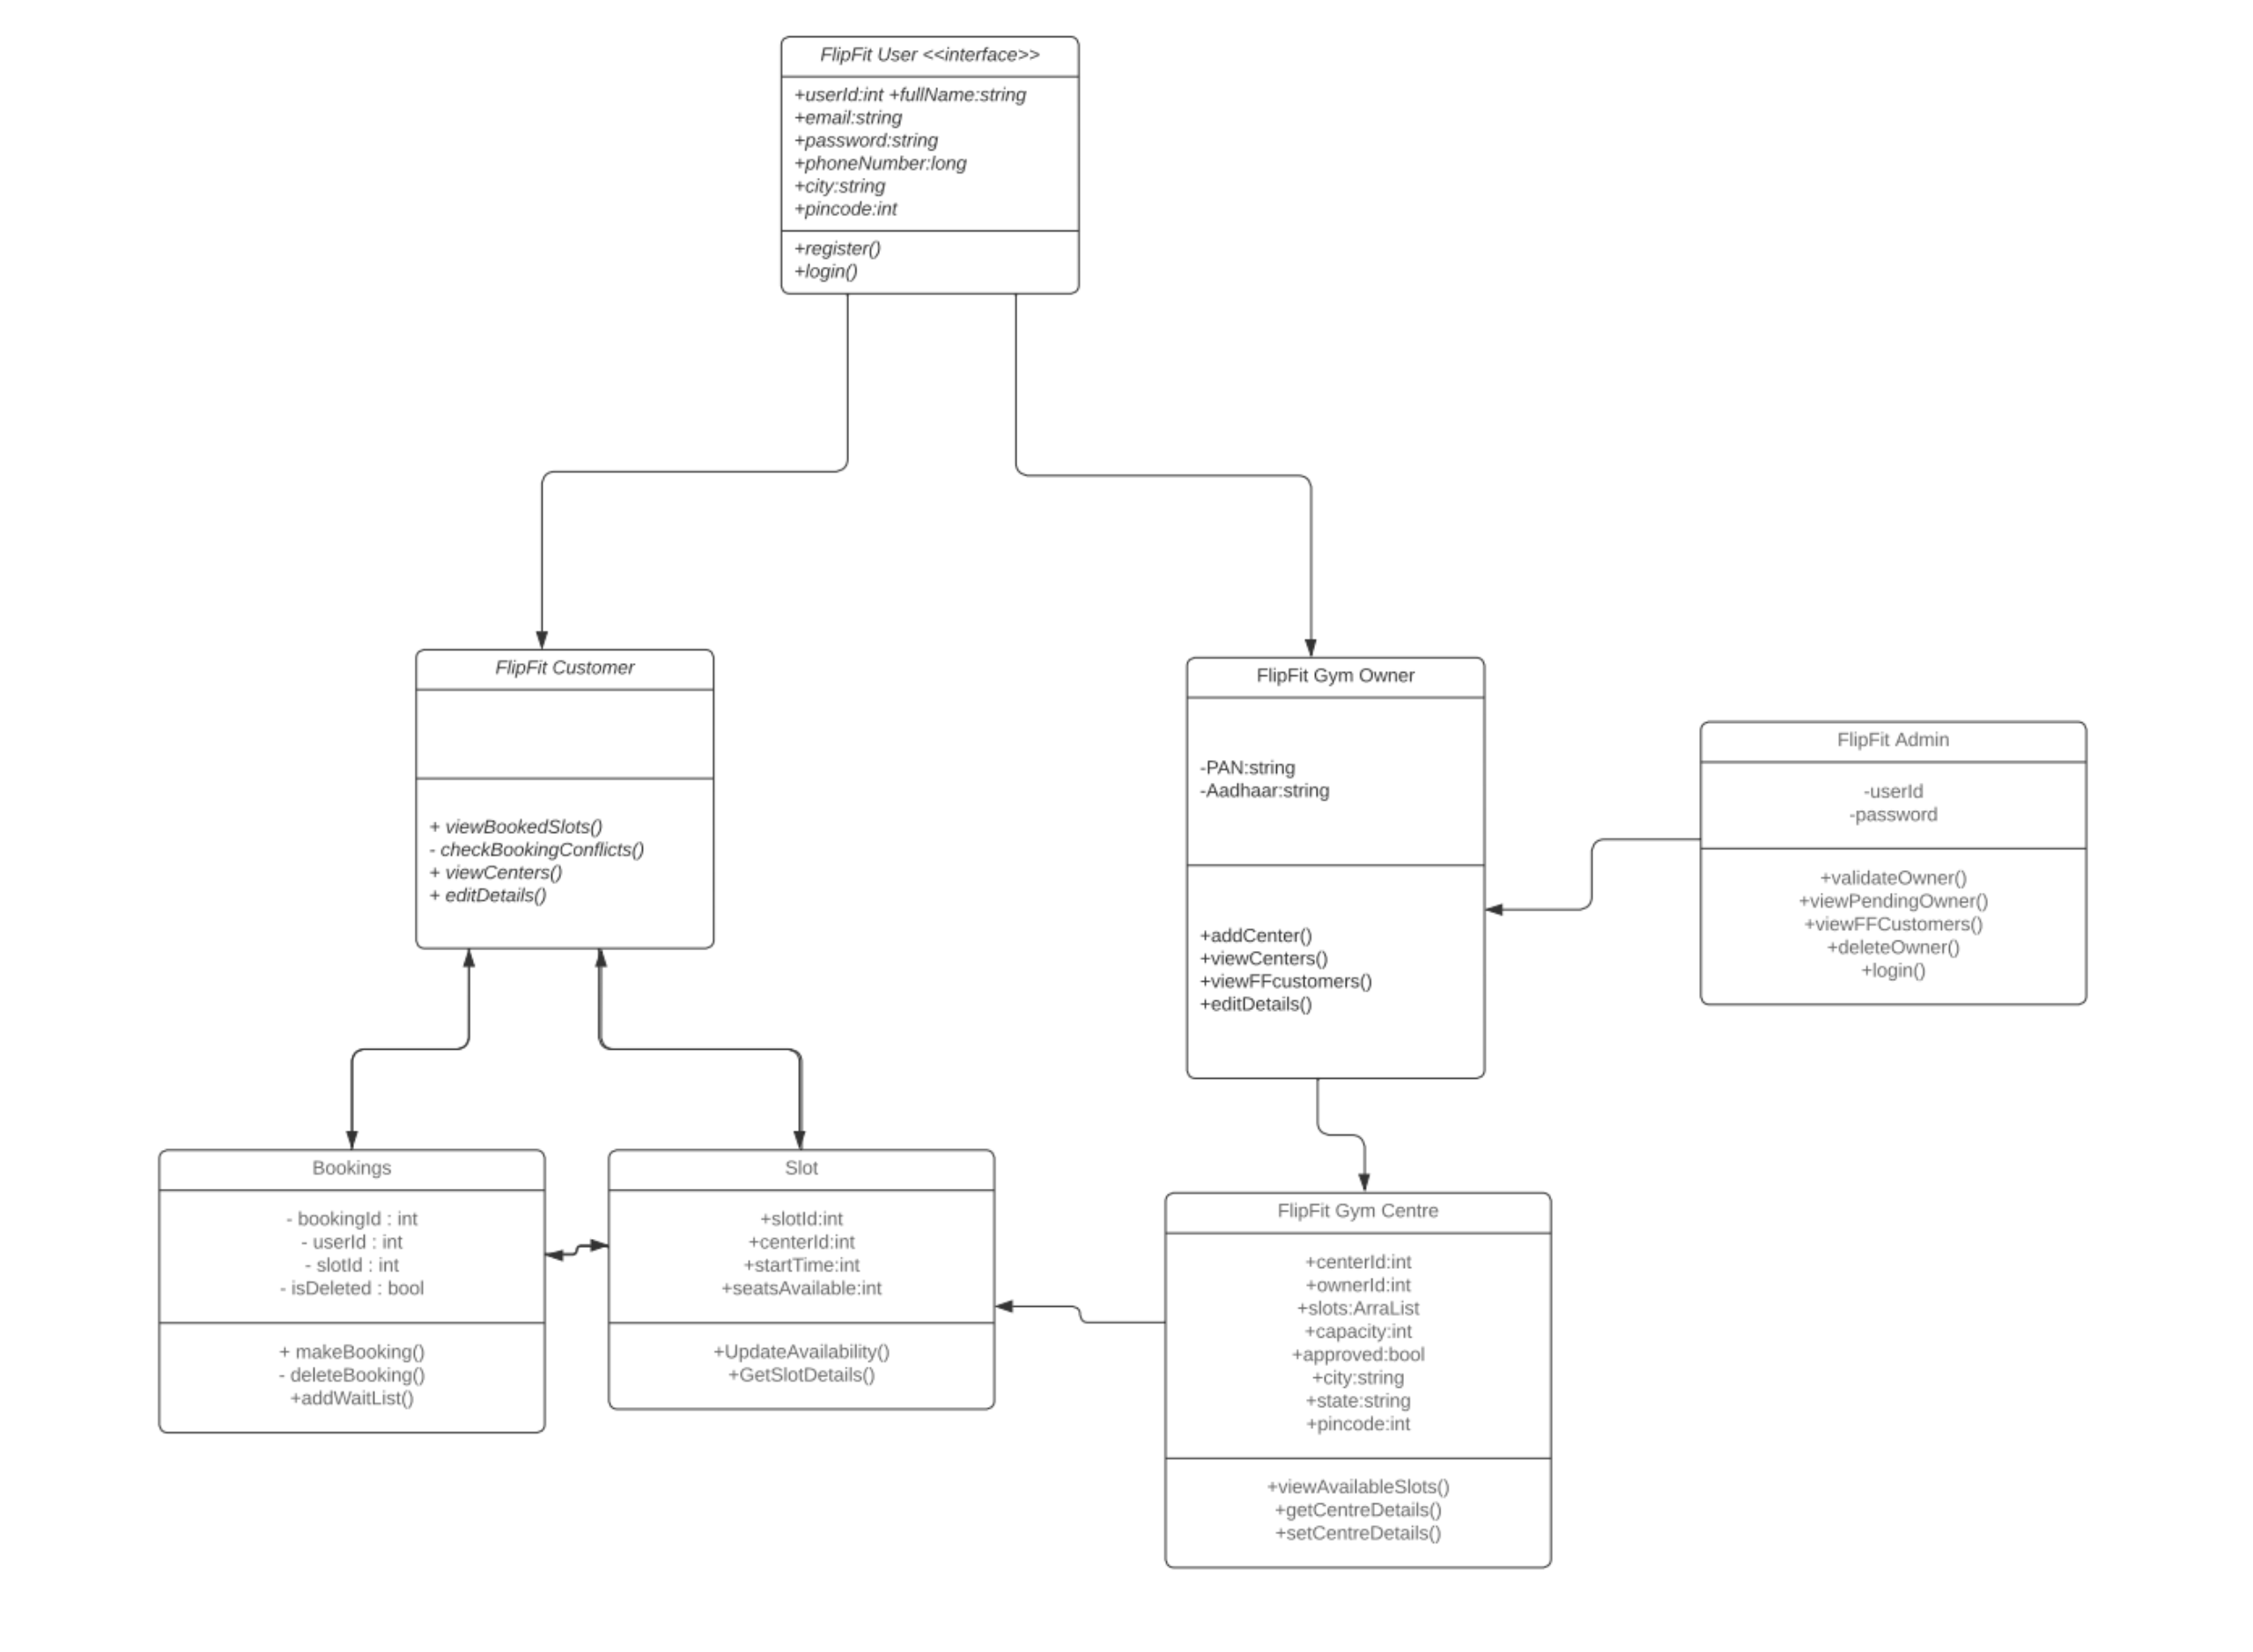 FlipFit User <<interface>>
+userId:int +fullName:string
+email:string
+password:string
+phoneNumber:long
+city:string
+pincode:int
+register()
+login()
FlipFit Customer
+ viewBookedSlots()
- checkBookingConflicts()
+ viewCenters()
+ editDetails()
FlipFit Gym Owner
-PAN:string
-Aadhaar:string
+addCenter()
+viewCenters()
+viewFFcustomers()
+editDetails()
FlipFit Admin
-userId
-password
+validateOwner()
+viewPendingOwner()
+viewFFCustomers()
+deleteOwner()
+login()
Bookings
- bookingId : int
- userId : int
- slotId : int
- isDeleted : bool
+ makeBooking()
- deleteBooking()
+addWaitList()
Slot
+slotId:int
+centerId:int
+startTime:int
+seatsAvailable:int
+UpdateAvailability()
+GetSlotDetails()
FlipFit Gym Centre
+centerId:int
+ownerId:int
+slots:ArraList
+capacity:int
+approved:bool
+city:string
+state:string
+pincode:int
+viewAvailableSlots()
+getCentreDetails()
+setCentreDetails()